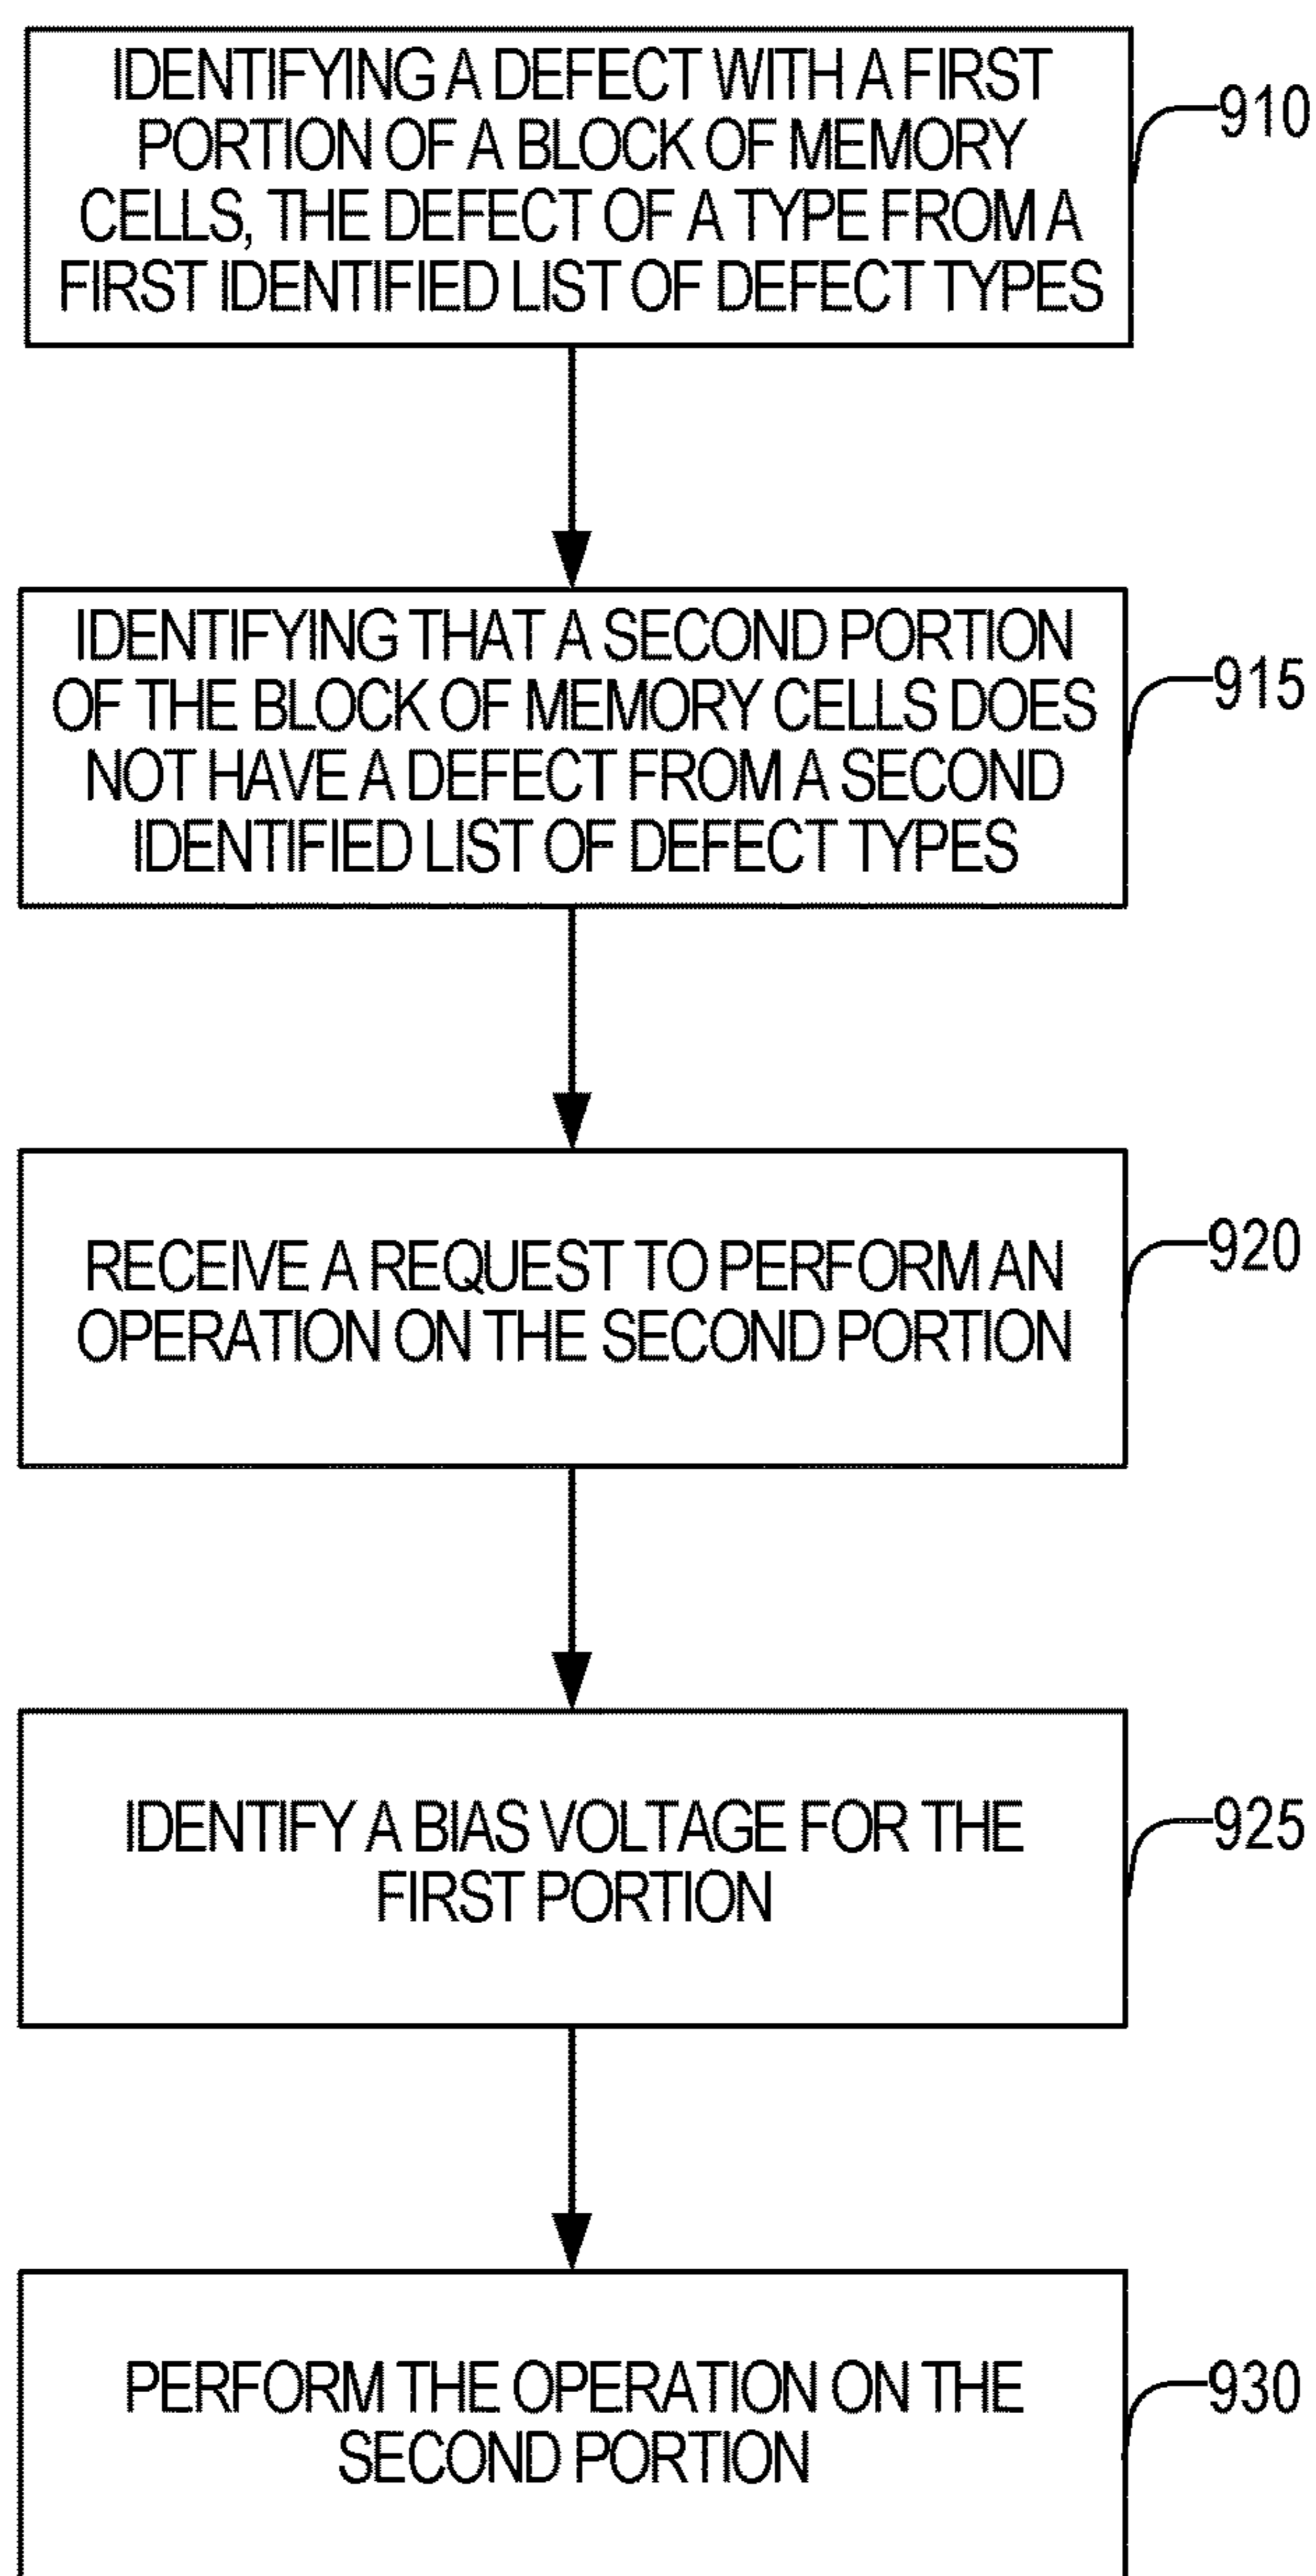 IDENTIFYING A DEFECT WITH A FIRST
PORTION OF A BLOCK OF MEMORY
CELLS, THE DEFECT OF A TYPE FROM A
FIRST IDENTIFIED LIST OF DEFECT TYPES
910
IDENTIFYING THAT A SECOND PORTION
OF THE BLOCK OF MEMORY CELLS DOES
NOT HAVE A DEFECT FROM A SECOND
IDENTIFIED LIST OF DEFECT TYPES
915
RECEIVE A REQUEST TO PERFORM AN
OPERATION ON THE SECOND PORTION
920
IDENTIFY A BIAS VOLTAGE FOR THE
FIRST PORTION
925
PERFORM THE OPERATION ON THE
SECOND PORTION
930